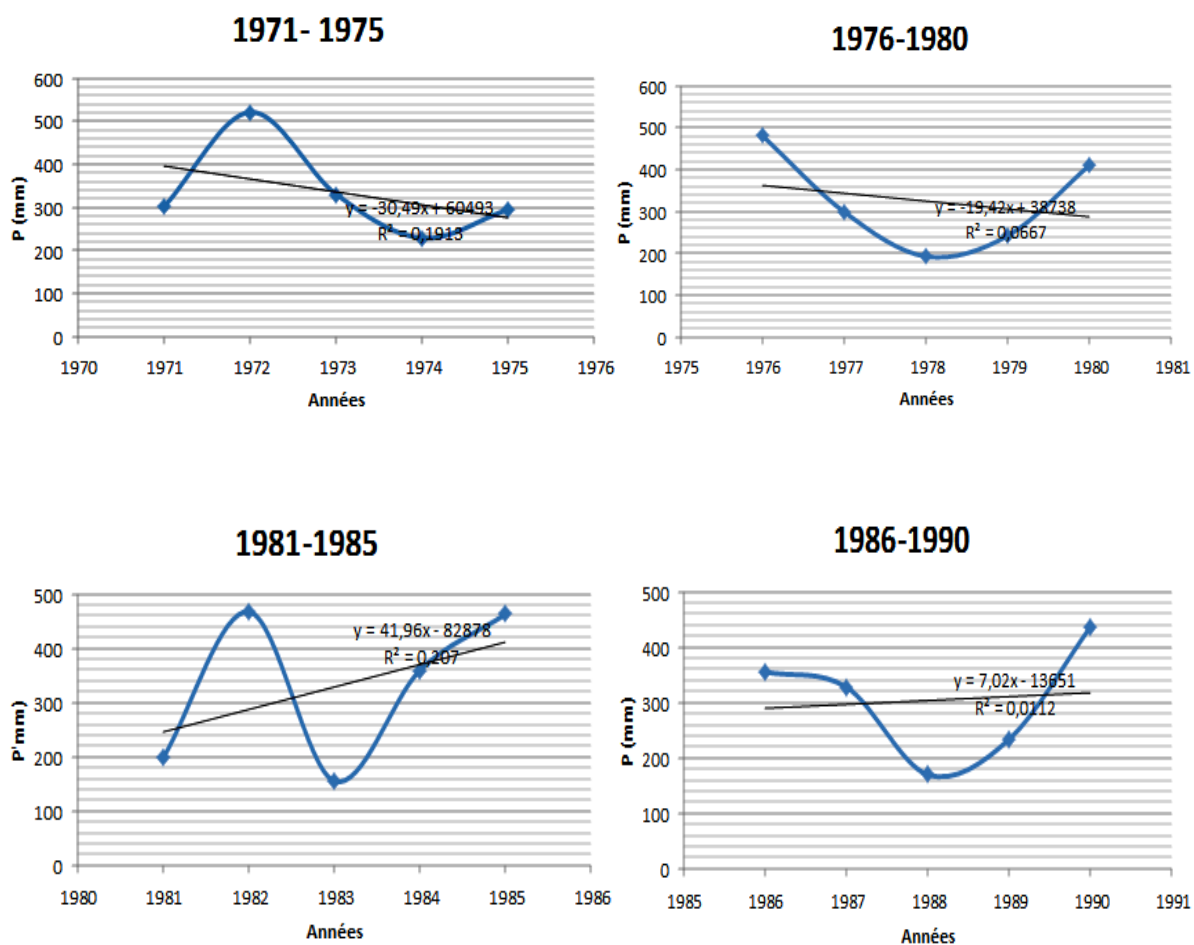 1971- 1975
600
500
400
300
200
100
0
P (mm)
y = -30,49x + 60493
R² = 0,1913
1970 1971 1972 1973 1974 1975 1976
Années
1976-1980
600
500
400
300
200
100
0
P (mm)
y = -19,42x + 38738
R² = 0,0667
1975 1976 1977 1978 1979 1980 1981
Années
1981-1985
500
400
300
200
100
0
P'mm)
y = 41,96x - 82878
R² = 0,207
1980 1981 1982 1983 1984 1985 1986
Années
1986-1990
500
400
300
200
100
0
P (mm)
y = 7,02x - 13651
R² = 0,0112
1985 1986 1987 1988 1989 1990 1991
Années